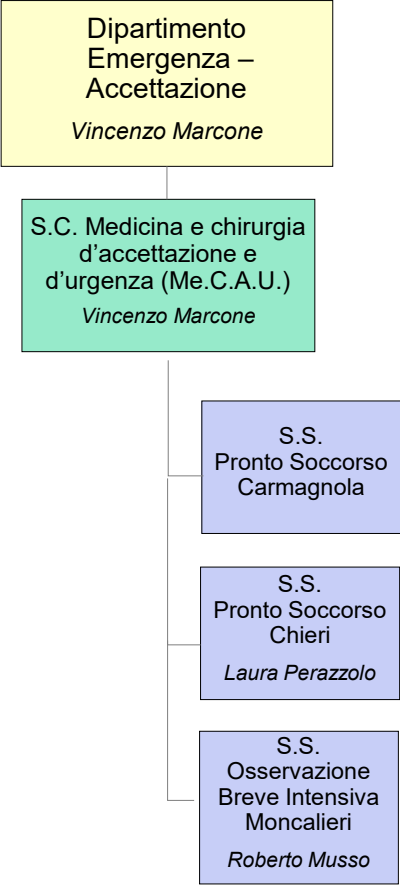 Dipartimento
Emergenza –
Accettazione
Vincenzo Marcone
S.C. Medicina e chirurgia
d’accettazione e
d’urgenza (Me.C.A.U.)
Vincenzo Marcone
S.S.
Pronto Soccorso
Carmagnola
S.S.
Pronto Soccorso
Chieri
Laura Perazzolo
S.S.
Osservazione
Breve Intensiva
Moncalieri
Roberto Musso